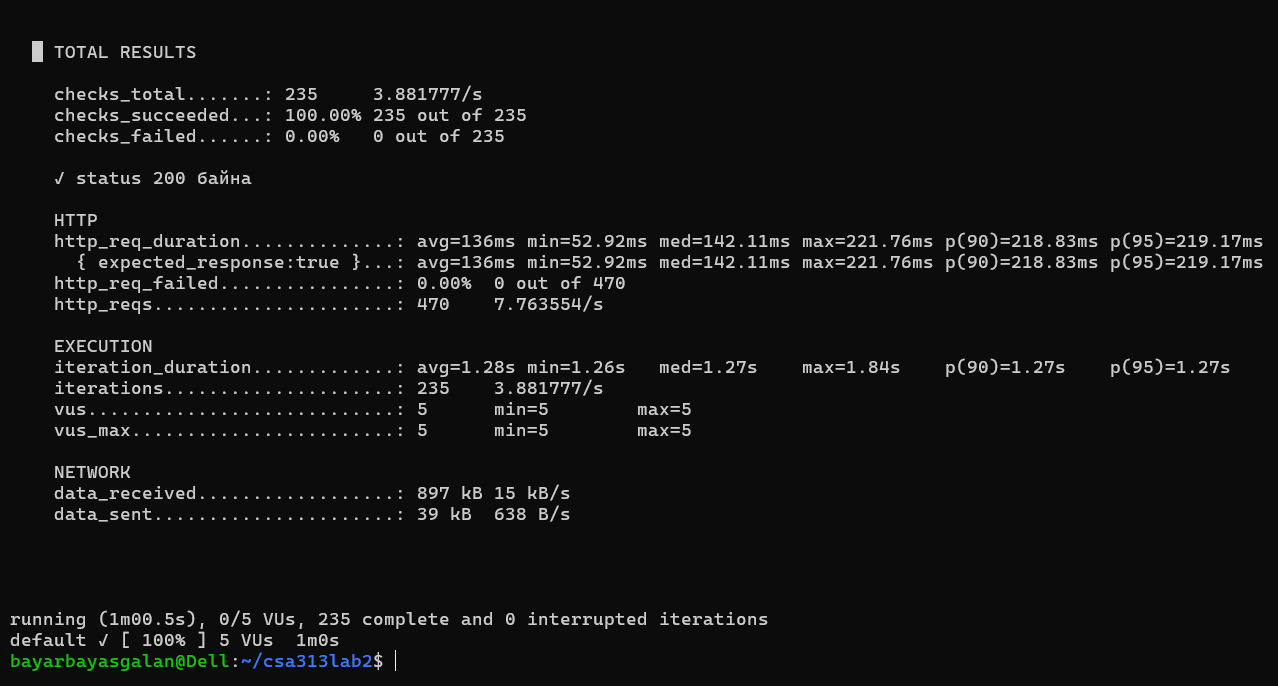 █ TOTAL RESULTS
checks_total.......: 235     3.881777/s
checks_succeeded...: 100.00% 235 out of 235
checks_failed......: 0.00%   0 out of 235
✓ status 200 байна
HTTP
http_req_duration..............: avg=136ms min=52.92ms med=142.11ms max=221.76ms p(90)=218.83ms p(95)=219.17ms
{ expected_response:true }...: avg=136ms min=52.92ms med=142.11ms max=221.76ms p(90)=218.83ms p(95)=219.17ms
http_req_failed................: 0.00%  0 out of 470
http_reqs......................: 470    7.763554/s
EXECUTION
iteration_duration.............: avg=1.28s min=1.26s   med=1.27s    max=1.84s    p(90)=1.27s    p(95)=1.27s
iterations.....................: 235    3.881777/s
vus............................: 5      min=5        max=5
vus_max........................: 5      min=5        max=5
NETWORK
data_received..................: 897 kB 15 kB/s
data_sent......................: 39 kB  638 B/s
running (1m00.5s), 0/5 VUs, 235 complete and 0 interrupted iterations
default ✓ [ 100% ] 5 VUs  1m0s
bayarbayasgalan@Dell:~/csa313lab2$